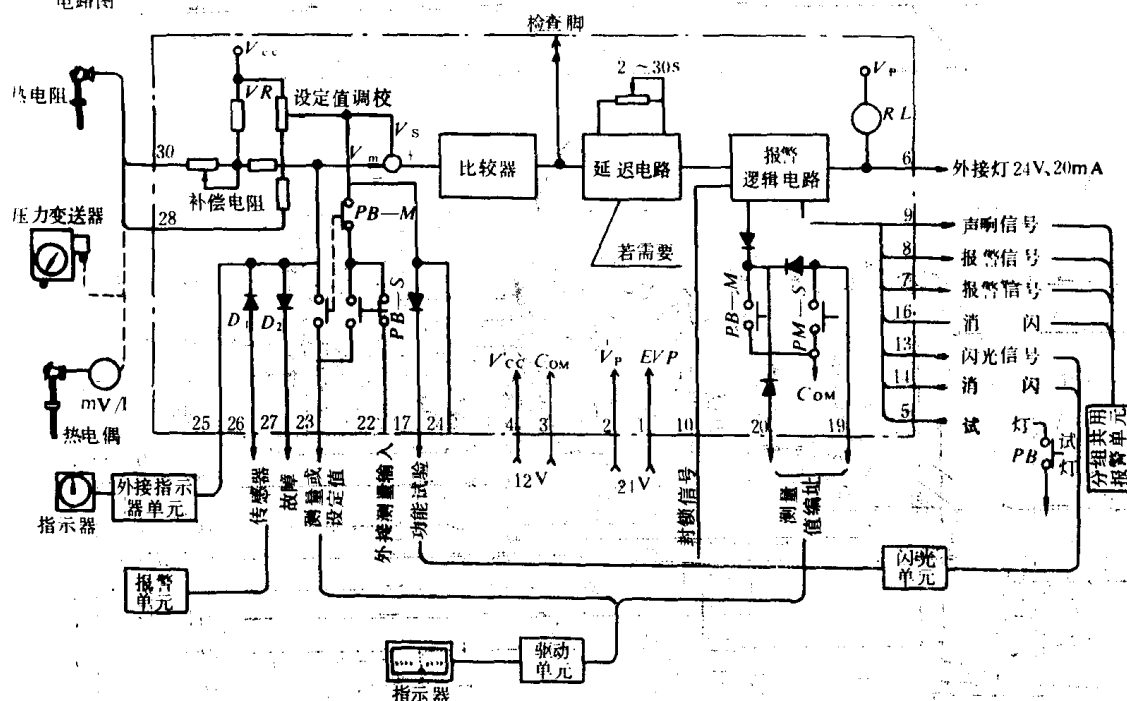 电路图
检查脚
Vcc
热电阻
VR
设定值调校
Vs
2～30s
VP
RL
30
Vm
比较器
延迟电路
报警
逻辑电路
6
外接灯24V、20mA
补偿电阻
28
PB—M
压力变送器
若需要
9
声响信号
8
报警信号
7
报警信号
16
消 闪
13
闪光信号
14
消 闪
5
试 灯
D1
D2
PB—S
PB—M
PM—S
COM
试
灯
PB
分组共用
报警单元
mV/I
热电偶
Vcc
COM
VP
EVP
25
26
27
23
22
17
24
4
3
2
1
10
20
19
12V
24V
指示器
外接指示
器单元
传感器
故障
测量或
设定值
外接测量输入
功能试验
封锁信号
测量
值编址
报警
单元
闪光
单元
指示器
驱动
单元